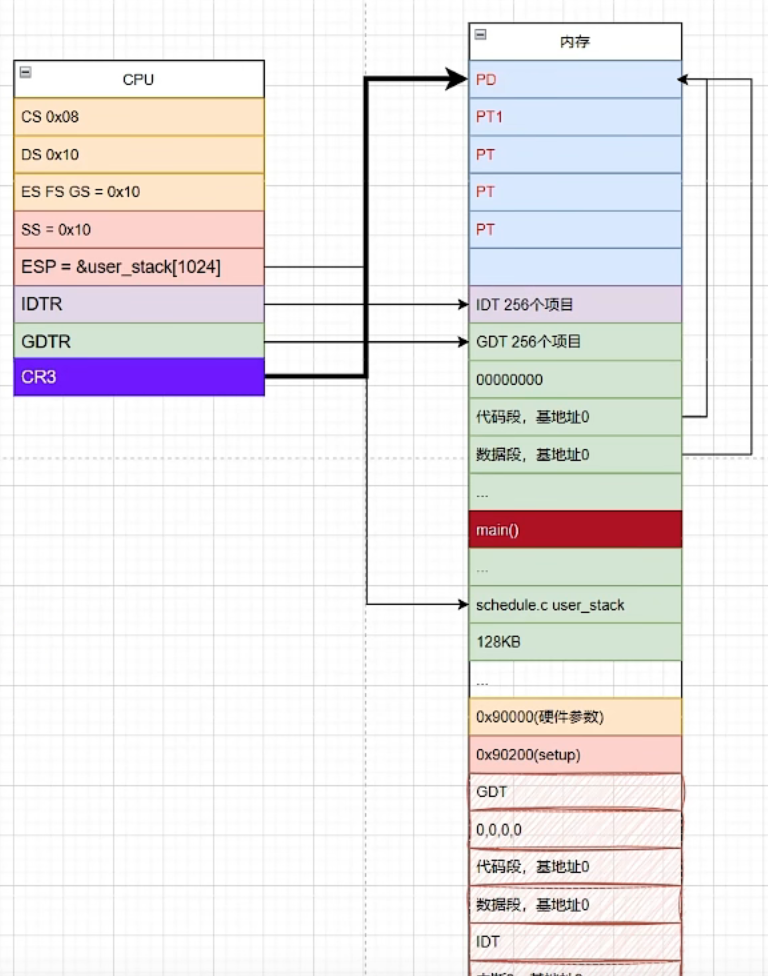 CPU
CS 0x08
DS 0x10
ES FS GS = 0x10
SS = 0x10
ESP = &user_stack[1024]
IDTR
GDTR
CR3
内存
PD
PT1
PT
PT
PT
IDT 256个项目
GDT 256个项目
00000000
代码段，基地址0
数据段，基地址0
...
main()
...
schedule.c user_stack
128KB
...
0x90000(硬件参数)
0x90200(setup)
GDT
0,0,0,0
代码段，基地址0
数据段，基地址0
IDT